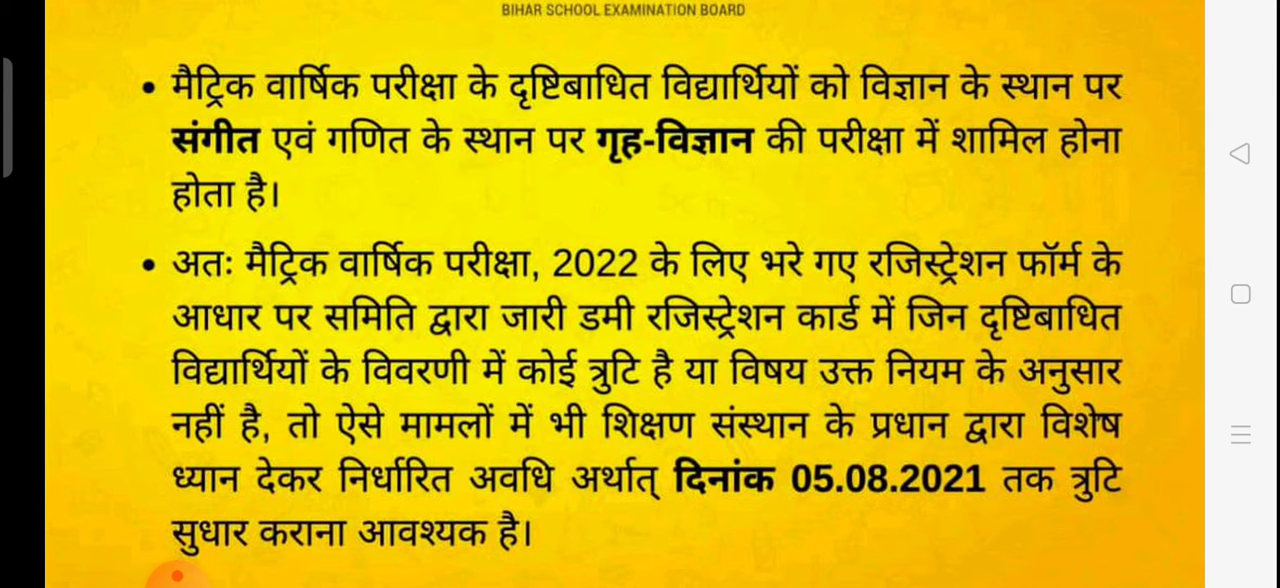 BIHAR SCHOOL EXAMINATION BOARD
• मैट्रिक वार्षिक परीक्षा के दृष्टिबाधित विद्यार्थियों को विज्ञान के स्थान पर
संगीत एवं गणित के स्थान पर गृह-विज्ञान की परीक्षा में शामिल होना
होता है।
• अतः मैट्रिक वार्षिक परीक्षा, 2022 के लिए भरे गए रजिस्ट्रेशन फॉर्म के
आधार पर समिति द्वारा जारी डमी रजिस्ट्रेशन कार्ड में जिन दृष्टिबाधित
विद्यार्थियों के विवरणी में कोई त्रुटि है या विषय उक्त नियम के अनुसार
नहीं है, तो ऐसे मामलों में भी शिक्षण संस्थान के प्रधान द्वारा विशेष
ध्यान देकर निर्धारित अवधि अर्थात् दिनांक 05.08.2021 तक त्रुटि
सुधार कराना आवश्यक है।